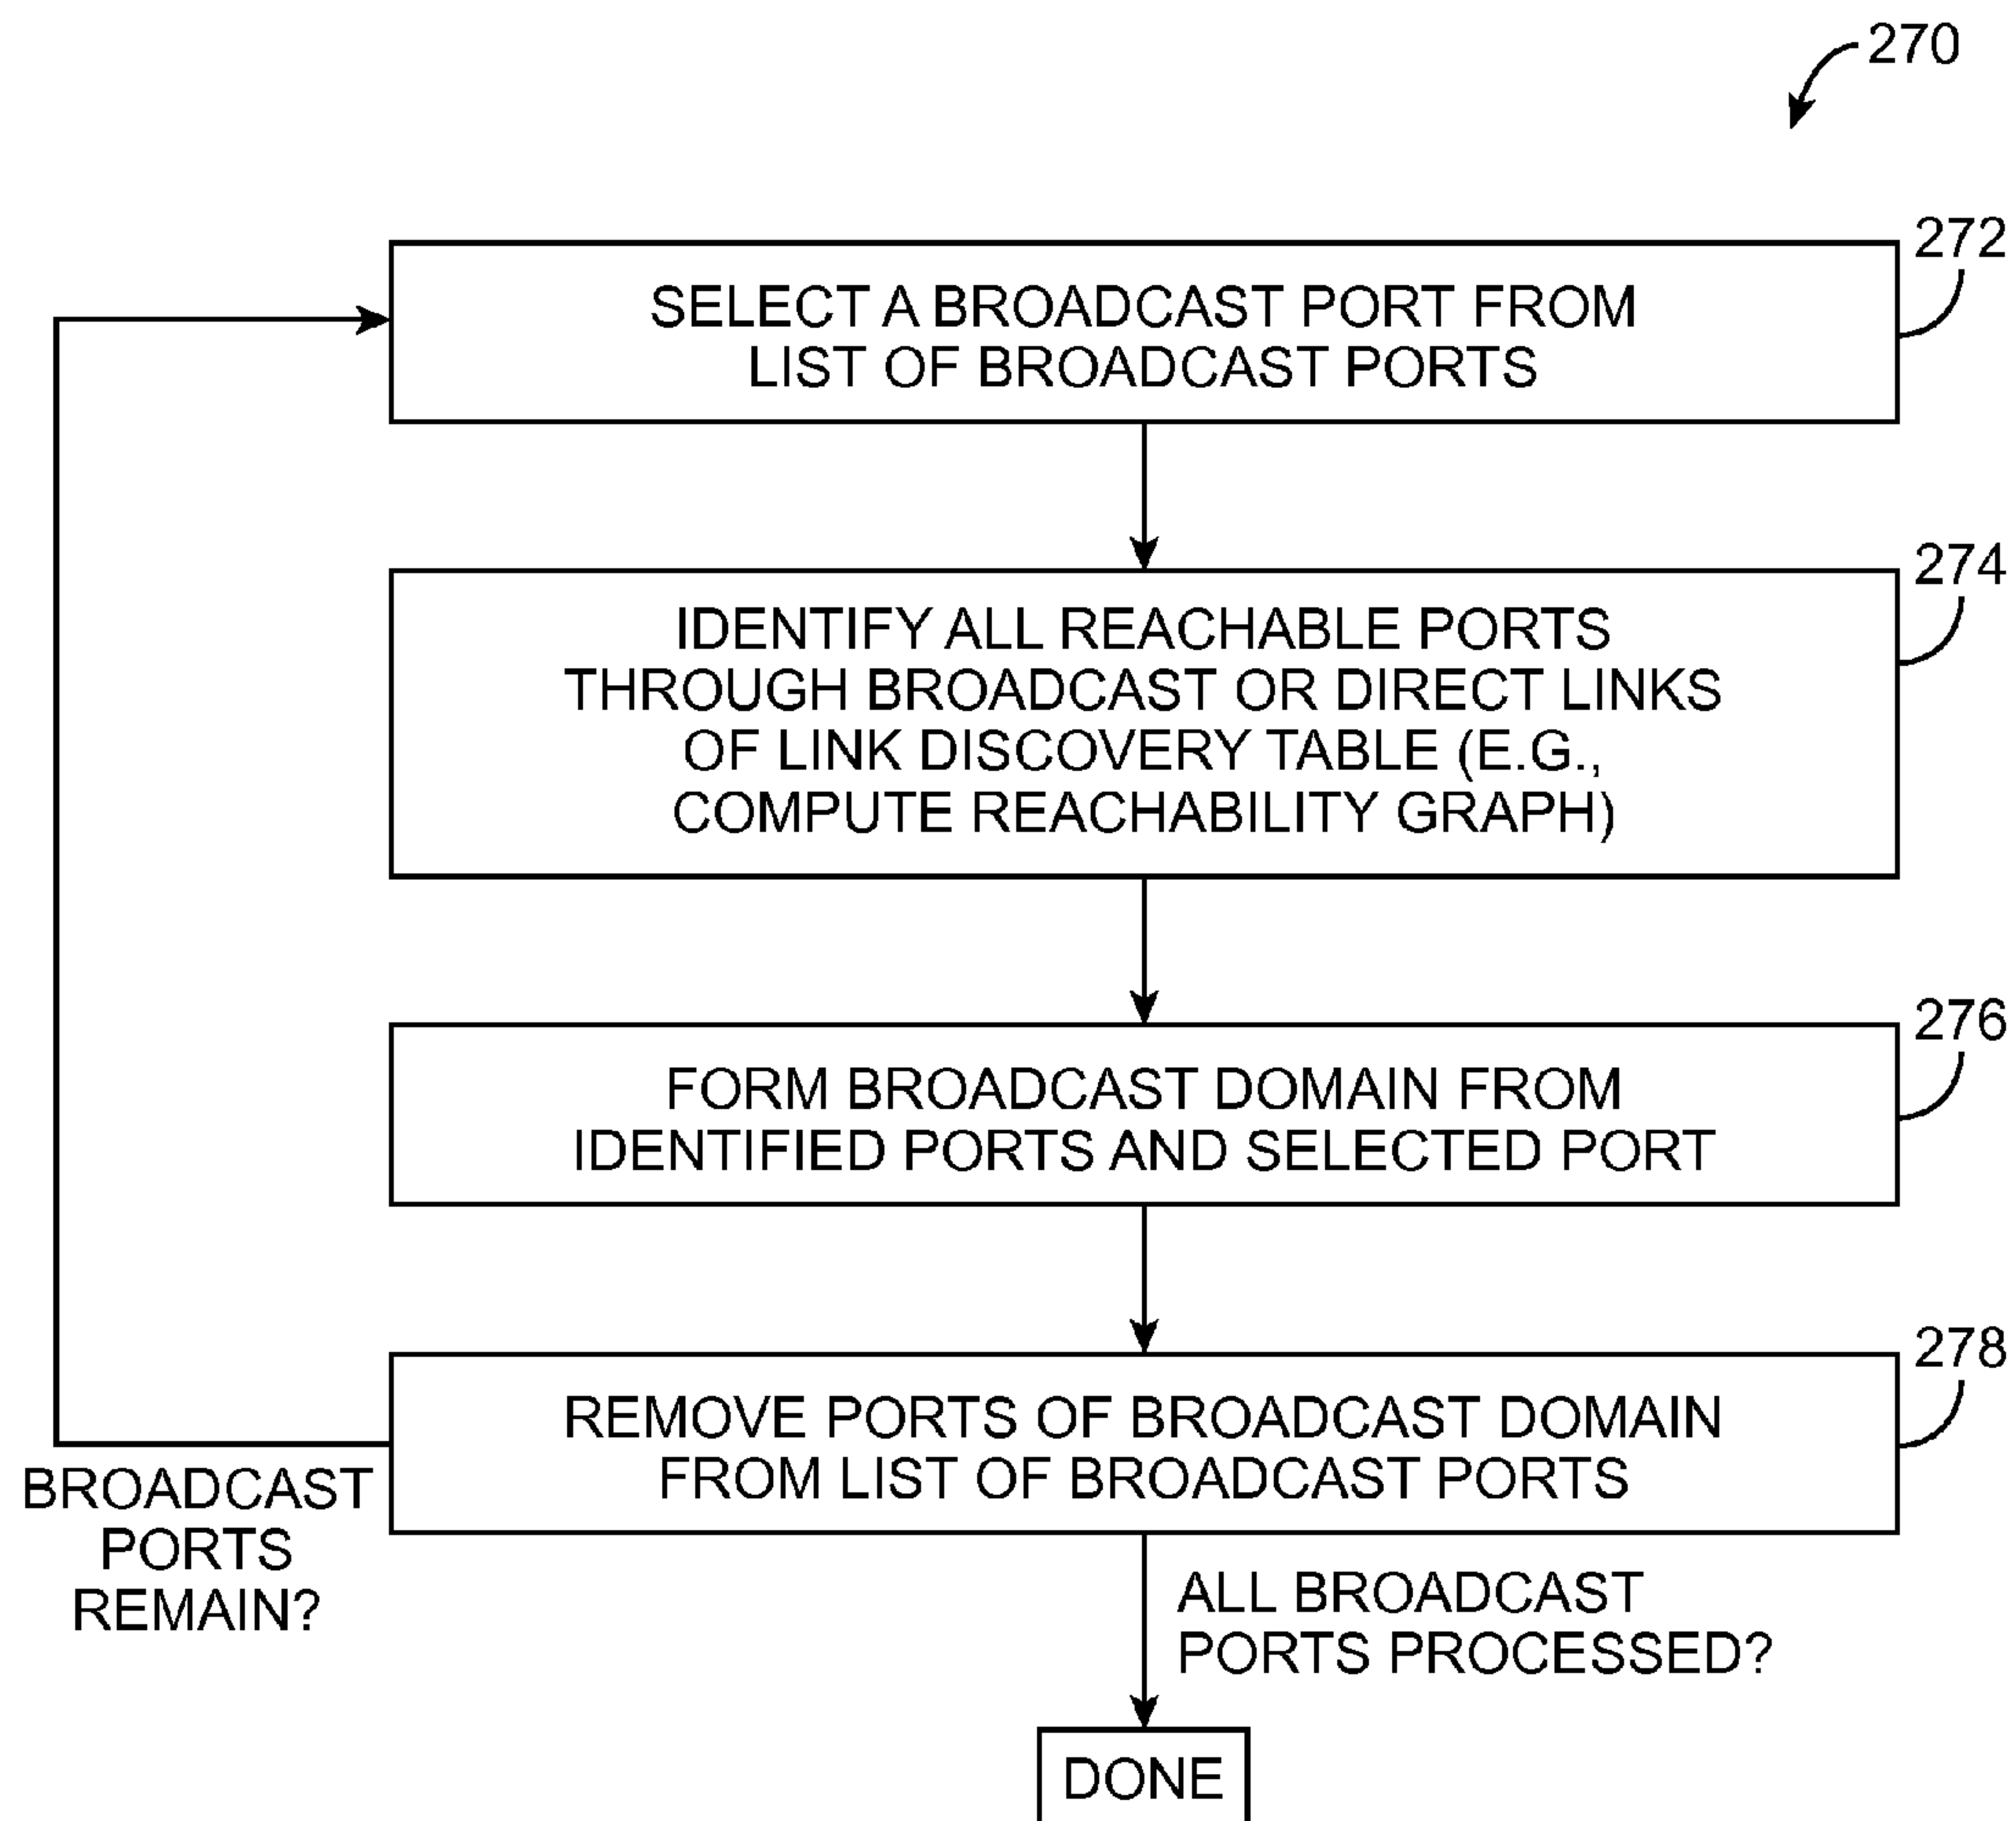 270
272
SELECT A BROADCAST PORT FROM
LIST OF BROADCAST PORTS
274
IDENTIFY ALL REACHABLE PORTS
THROUGH BROADCAST OR DIRECT LINKS
OF LINK DISCOVERY TABLE (E.G.,
COMPUTE REACHABILITY GRAPH)
276
FORM BROADCAST DOMAIN FROM
IDENTIFIED PORTS AND SELECTED PORT
278
REMOVE PORTS OF BROADCAST DOMAIN
FROM LIST OF BROADCAST PORTS
BROADCAST
PORTS
REMAIN?
ALL BROADCAST
PORTS PROCESSED?
DONE